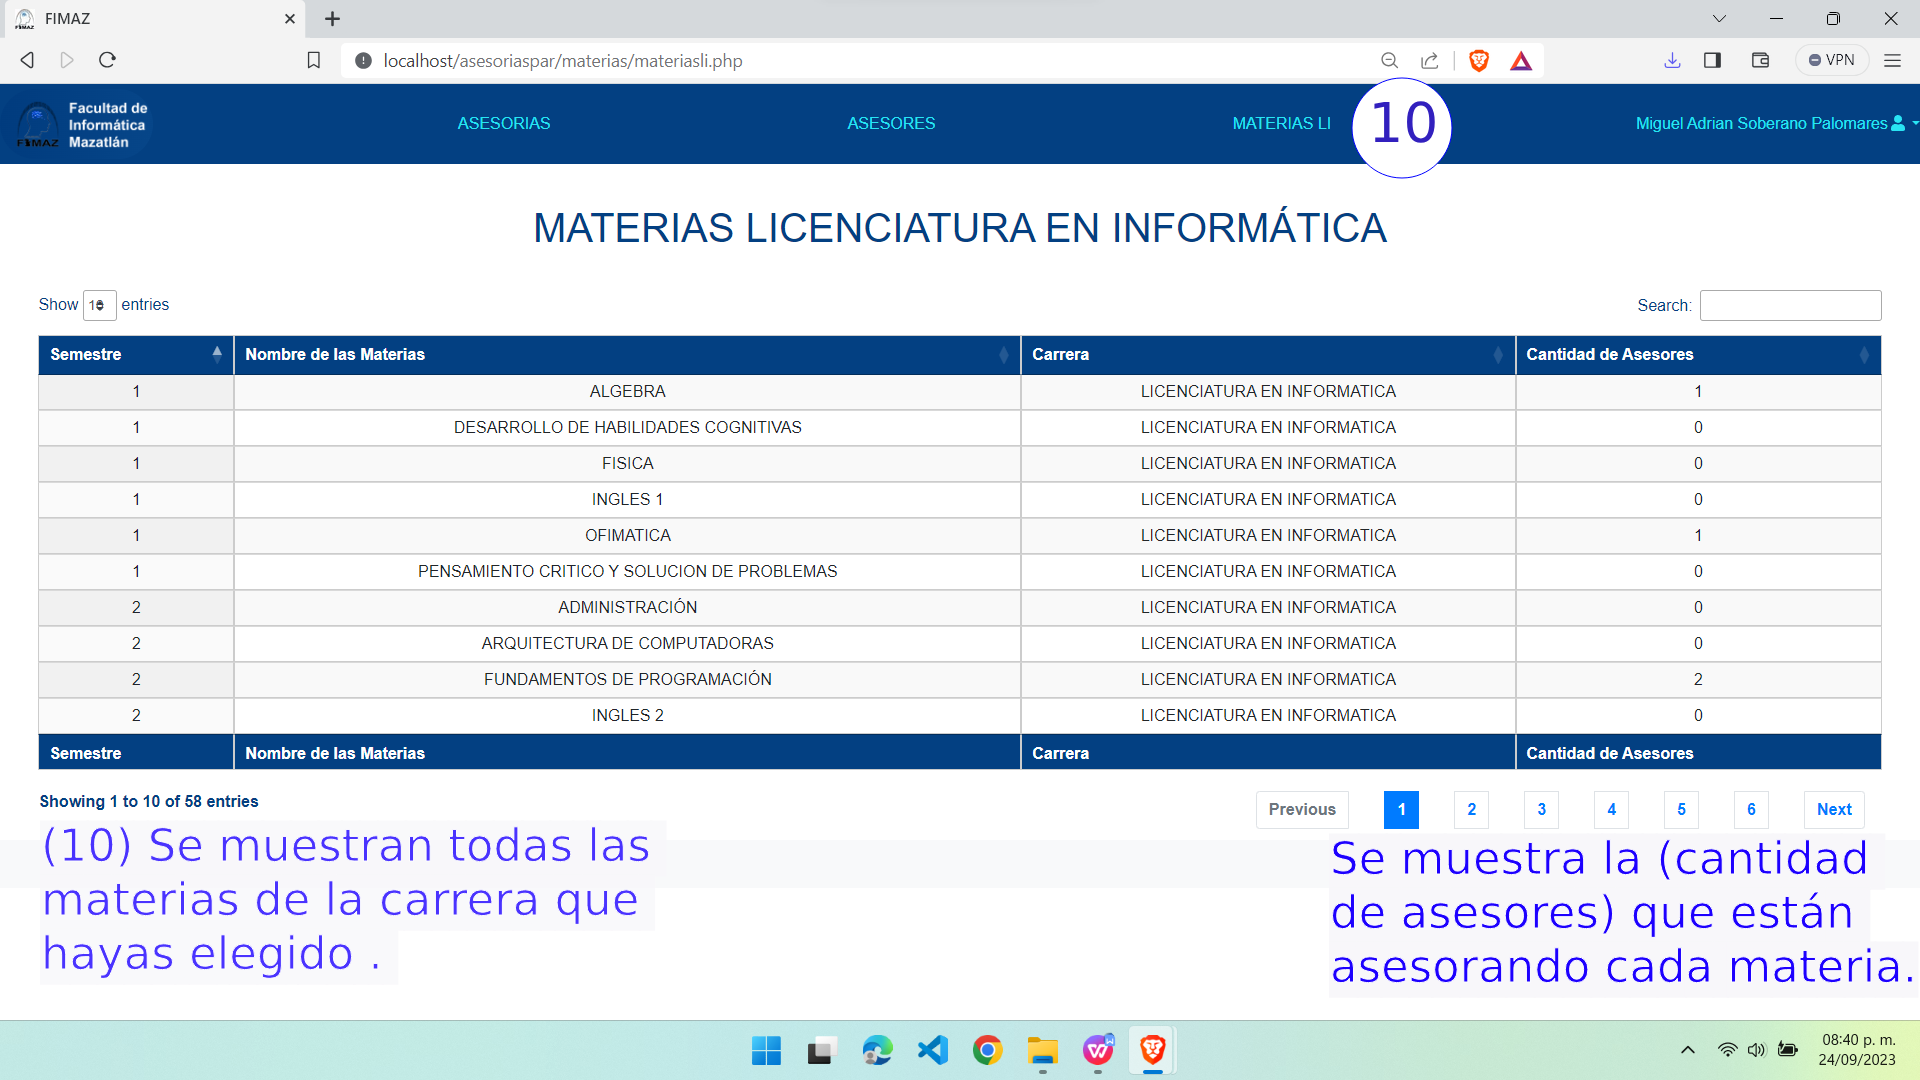 FIMAZ
localhost/asesoriaspar/materias/materiasli.php
VPN
FIMAZ
Facultad de
Informática
Mazatlán
ASESORIAS
ASESORES
MATERIAS LI
10
Miguel Adrian Soberano Palomares
MATERIAS LICENCIATURA EN INFORMÁTICA
Show 10 entries
Search:
Semestre Nombre de las Materias Carrera Cantidad de Asesores
1 ALGEBRA LICENCIATURA EN INFORMATICA 1
1 DESARROLLO DE HABILIDADES COGNITIVAS LICENCIATURA EN INFORMATICA 0
1 FISICA LICENCIATURA EN INFORMATICA 0
1 INGLES 1 LICENCIATURA EN INFORMATICA 0
1 OFIMATICA LICENCIATURA EN INFORMATICA 1
1 PENSAMIENTO CRITICO Y SOLUCION DE PROBLEMAS LICENCIATURA EN INFORMATICA 0
2 ADMINISTRACIÓN LICENCIATURA EN INFORMATICA 0
2 ARQUITECTURA DE COMPUTADORAS LICENCIATURA EN INFORMATICA 0
2 FUNDAMENTOS DE PROGRAMACIÓN LICENCIATURA EN INFORMATICA 2
2 INGLES 2 LICENCIATURA EN INFORMATICA 0
Semestre Nombre de las Materias Carrera Cantidad de Asesores
Showing 1 to 10 of 58 entries
Previous 1 2 3 4 5 6 Next
(10) Se muestran todas las
materias de la carrera que
hayas elegido .
Se muestra la (cantidad
de asesores) que están
asesorando cada materia.
08:40 p. m.
24/09/2023